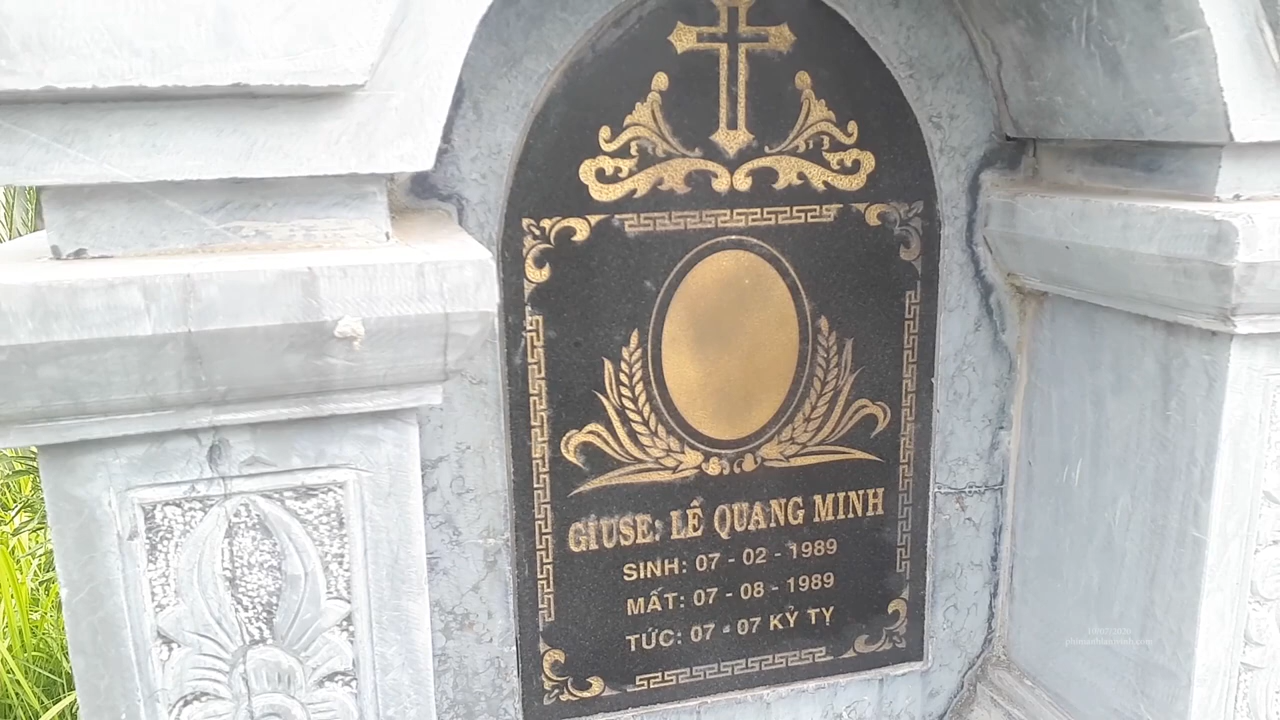 GIUSE: LÊ QUANG MINH
SINH: 07 - 02 - 1989
MẤT: 07 - 08 - 1989
TỨC: 07 - 07 KỶ TỴ